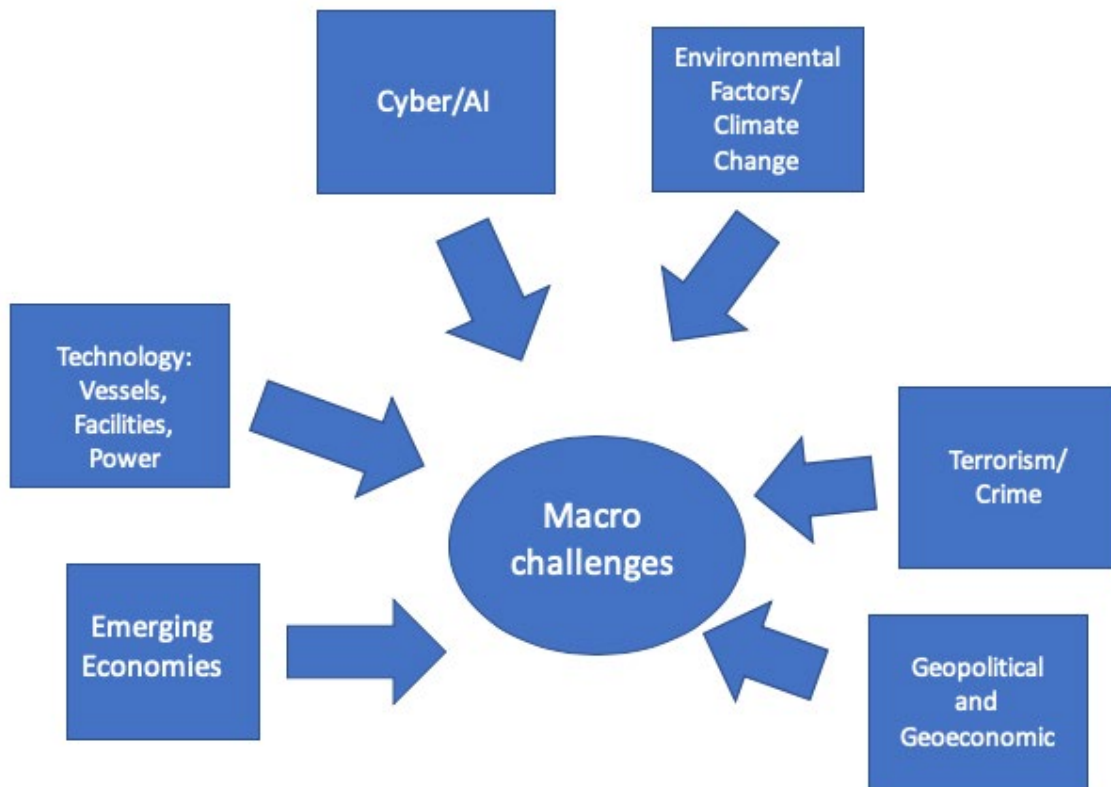 Cyber/AI
Environmental
Factors/
Climate
Change
Technology:
Vessels,
Facilities,
Power
Terrorism/
Crime
Macro
challenges
Emerging
Economies
Geopolitical
and
Geoeconomic